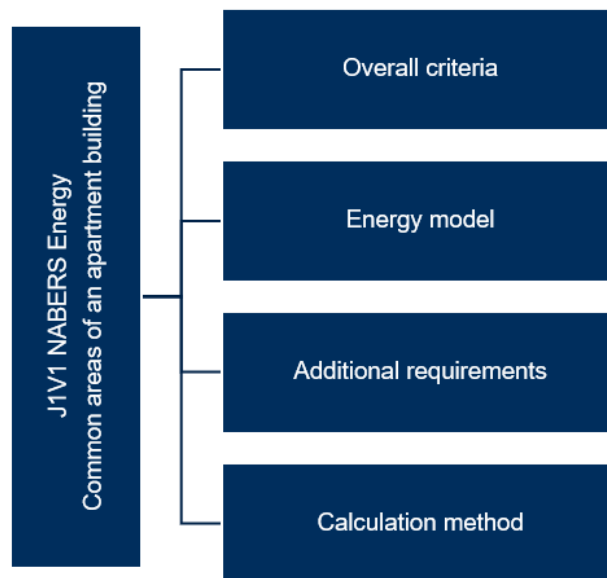 J1V1 NABERS Energy
Common areas of an apartment building
Overall criteria
Energy model
Additional requirements
Calculation method